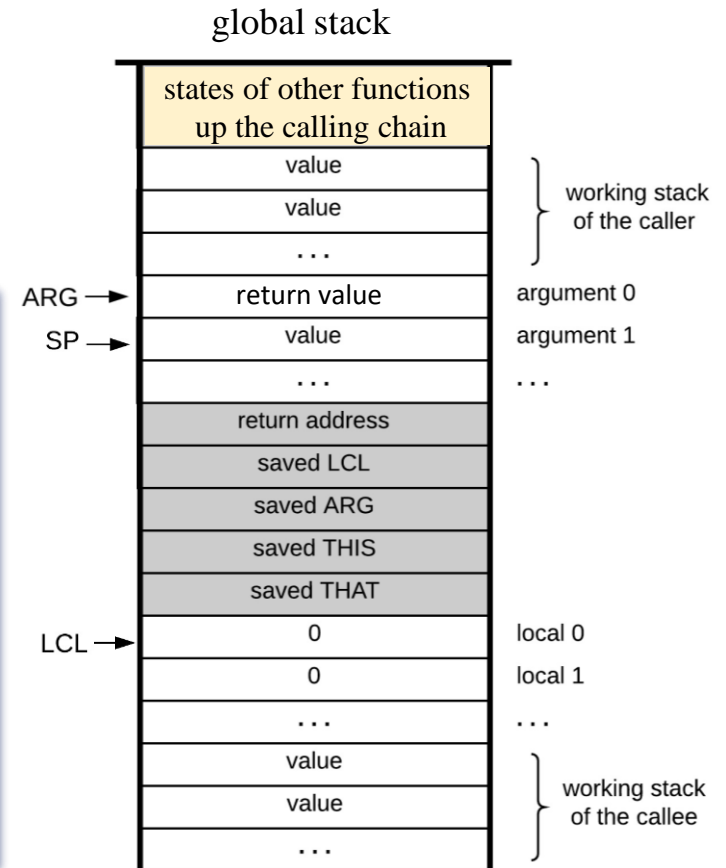 global stack
states of other functions
up the calling chain
value
value
...
working stack
of the caller
ARG
return value
argument 0
SP
value
argument 1
...
...
return address
saved LCL
saved ARG
saved THIS
saved THAT
LCL
0
local 0
0
local 1
...
...
value
value
...
working stack
of the callee